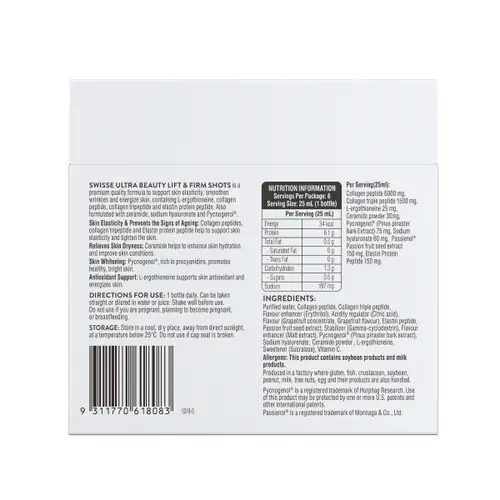 SWISSE ULTRA BEAUTY LIFT & FIRM SHOTS is a
premium quality formula to support skin elasticity, smoothen
wrinkles and energize skin, containing L-ergothioneine, collagen
peptide, collagen tripeptide and elastin protein peptide. Also
formulated with ceramide, sodium hyaluronate and Pycnogenol®.
Skin Elasticity & Prevents the Signs of Ageing: Collagen peptides,
collagen tripeptide and Elastin protein peptide help to support skin
elasticity and tighten the skin.
Relieves Skin Dryness: Ceramide helps to enhance skin hydration
and improve skin conditions.
Skin Whitening: Pycnogenol®, rich in procyanidins, promotes
healthy, bright skin.
Antioxidant Support: L-ergothioneine supports skin antioxidant and
energizes skin.
DIRECTIONS FOR USE: 1 bottle daily. Can be taken
straight or diluted in water or juice. Shake well before use.
Do not use if you are pregnant, planning to become pregnant,
or breastfeeding.
STORAGE: Store in a cool, dry place, away from direct sunlight,
at a temperature below 25°C. Do not use if cap seal is broken.
9 311770 618083
NUTRITION INFORMATION
Servings Per Package: 6
Serving Size: 25 mL (1 bottle)
Per Serving (25 mL)
Energy 34 kcal
Protein 6.1 g
Total Fat 0.5 g
- Saturated Fat 0 g
- Trans Fat 0 g
Carbohydrates 1.3 g
- Sugars 0.5 g
Sodium 197 mg
Per Serving(25ml):
Collagen peptide 6000 mg,
Collagen triple peptide 1500 mg,
L-ergothioneine 25 mg,
Ceramide powder 30mg,
Pycnogenol® (Pinus pinaster
bark Extract) 75 mg, Sodium
hyaluronate 60 mg, Passienol®
Passion fruit seed extract
150 mg, Elastin Protein
Peptide 150 mg.
INGREDIENTS:
Purified water, Collagen peptide, Collagen triple peptide,
Flavour enhancer (Erythritol), Acidity regulator (Citric acid),
Flavour (Grapefruit concentrate, Grapefruit flavour), Elastin peptide,
Passion fruit seed extract, Stabilizer (Gamma-cyclodextrin), Flavour
enhancer (Malt extract), Pycnogenol® (Pinus pinaster bark extract),
Sodium hyaluronate, Ceramide powder , L-ergothioneine,
Sweetener (Sucralose), Vitamin C.
Allergens: This product contains soybean products and milk
products.
Produced in a factory where gluten, fish, crustacean, soybean,
peanut, milk, tree nuts, egg and their products are also handled.
Pycnogenol® is a registered trademark of Horphag Research. Use
of this product may be protected by one or more U.S. patents and
other international patents.
Passienol® is a registered trademark of Morinaga & Co., Ltd.